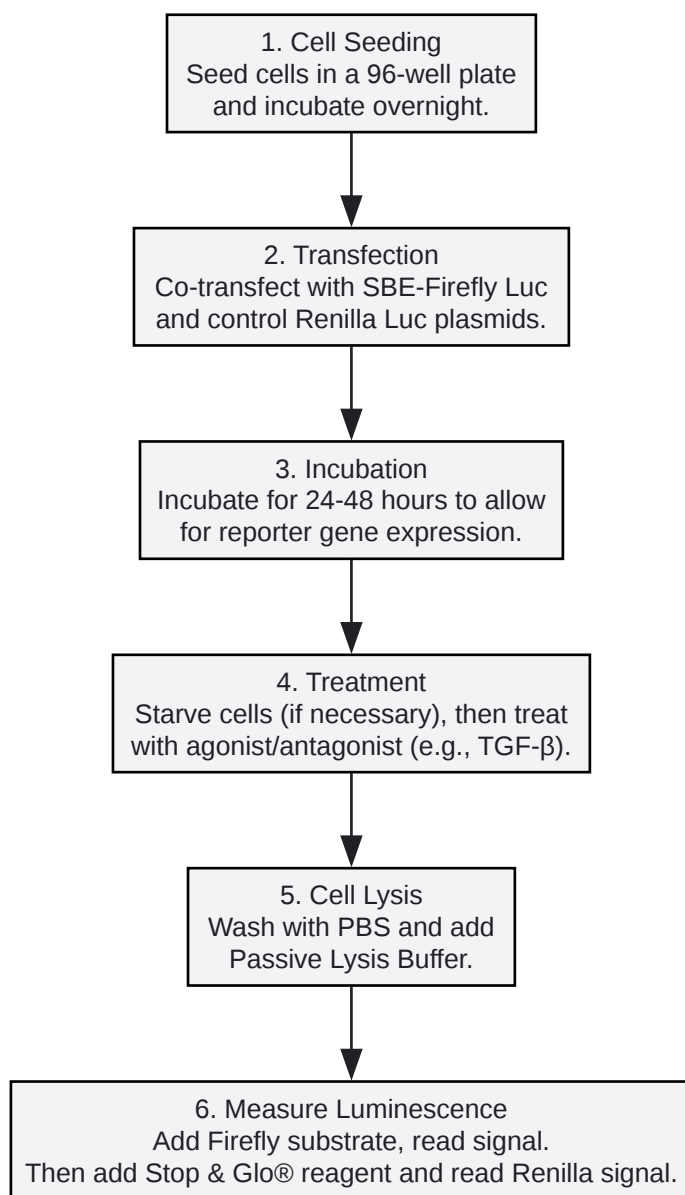 1. Cell Seeding
Seed cells in a 96-well plate
and incubate overnight.
2. Transfection
Co-transfect with SBE-Firefly Luc
and control Renilla Luc plasmids.
3. Incubation
Incubate for 24-48 hours to allow
for reporter gene expression.
4. Treatment
Starve cells (if necessary), then treat
with agonist/antagonist (e.g., TGF-β).
5. Cell Lysis
Wash with PBS and add
Passive Lysis Buffer.
6. Measure Luminescence
Add Firefly substrate, read signal.
Then add Stop & Glo® reagent and read Renilla signal.